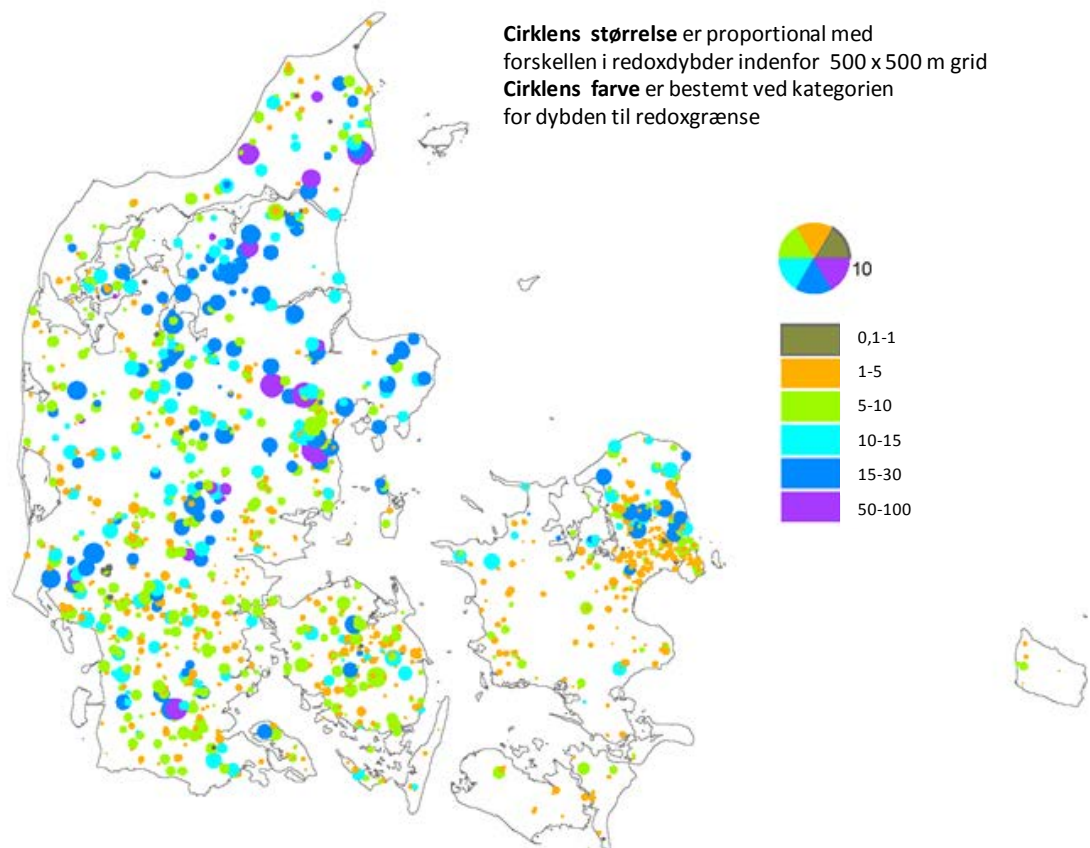 Cirklens størrelse er proportional med
forskellen i redoxdybder indenfor 500 x 500 m grid
Cirklens farve er bestemt ved kategorien
for dybden til redoxgrænse
10
0,1-1
1-5
5-10
10-15
15-30
50-100